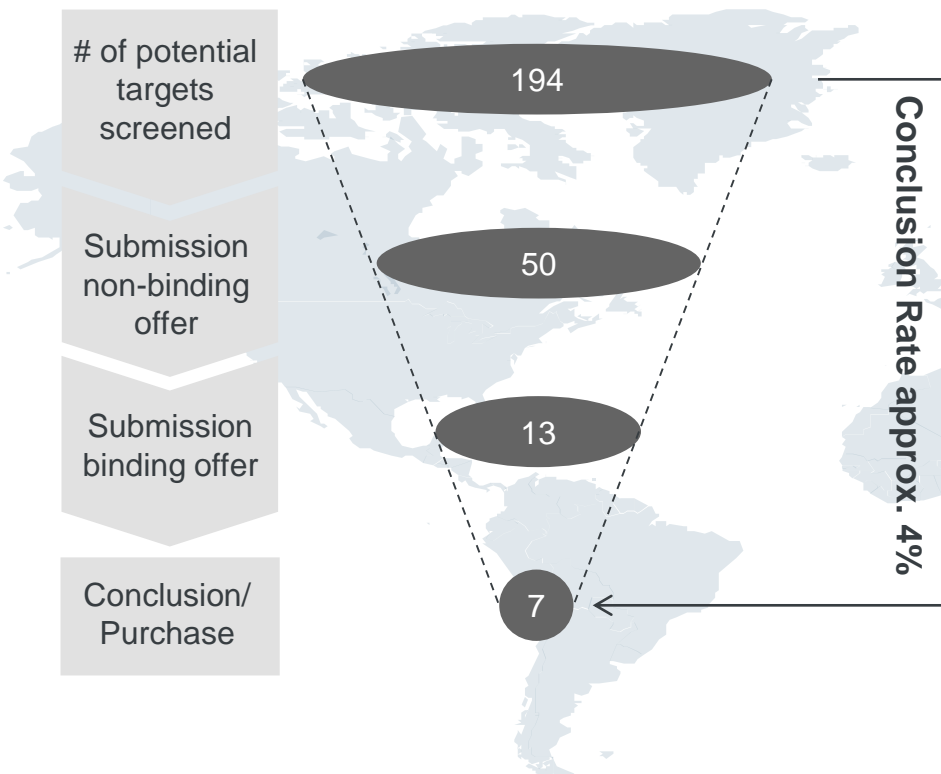 # of potential
targets
screened
194
Submission
non-binding
offer
50
Submission
binding offer
13
Conclusion/
Purchase
7
Conclusion Rate approx. 4%